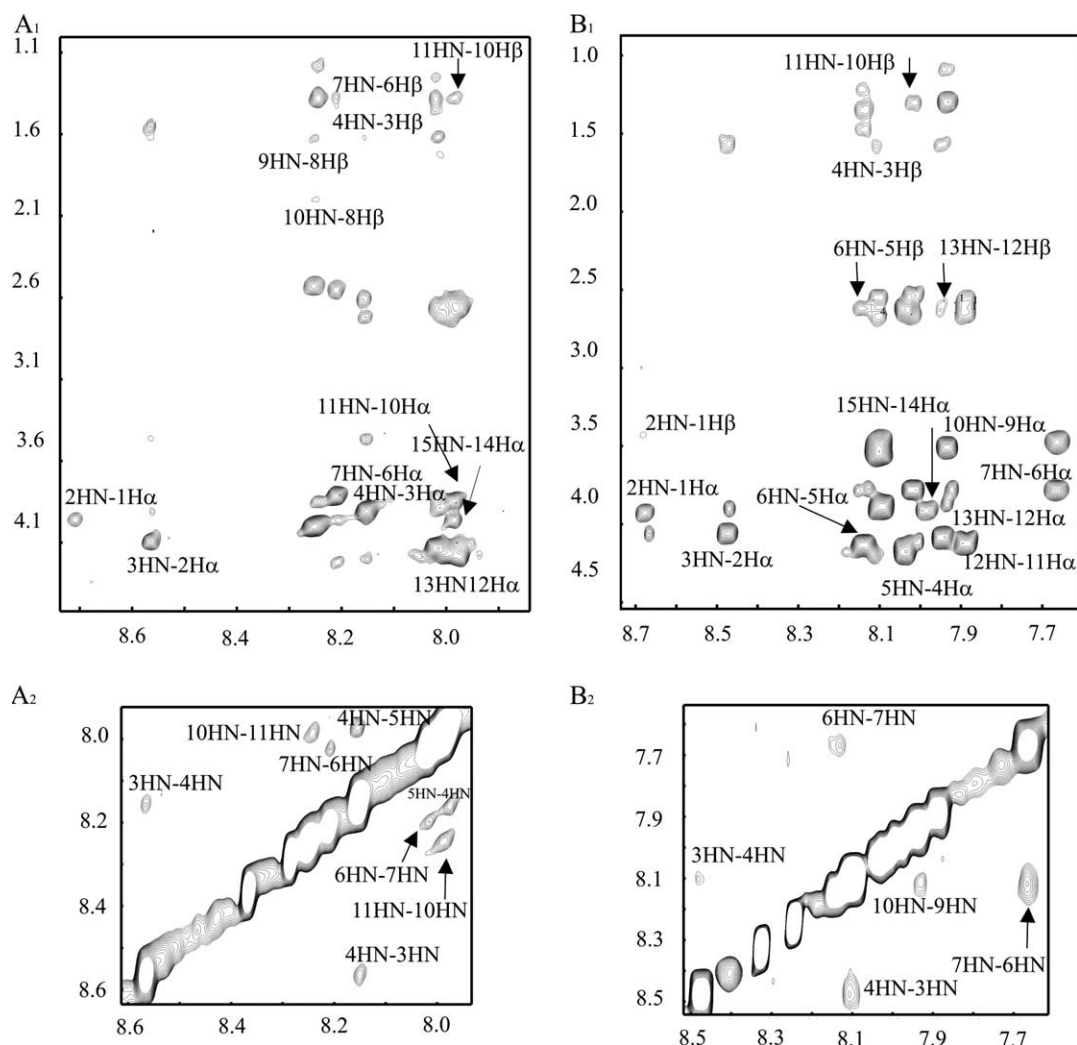 A1
1.1
1.6
2.1
2.6
3.1
3.6
4.1
11HN-10Hβ
7HN-6Hβ
4HN-3Hβ
9HN-8Hβ
10HN-8Hβ
11HN-10Hα
15HN-14Hα
7HN-6Hα
4HN-3Hα
2HN-1Hα
3HN-2Hα
13HN12Hα
8.6
8.4
8.2
8.0
B1
1.0
1.5
2.0
2.5
3.0
3.5
4.0
4.5
11HN-10Hβ
4HN-3Hβ
6HN-5Hβ
13HN-12Hβ
15HN-14Hα
10HN-9Hα
2HN-1Hβ
7HN-6Hα
6HN-5Hα
2HN-1Hα
13HN-12Hα
3HN-2Hα
12HN-11Hα
5HN-4Hα
8.7
8.5
8.3
8.1
7.9
7.7
A2
8.0
8.2
8.4
8.6
4HN-5HN
10HN-11HN
7HN-6HN
3HN-4HN
5HN-4HN
6HN-7HN
11HN-10HN
4HN-3HN
8.6
8.4
8.2
8.0
B2
7.7
7.9
8.1
8.3
8.5
6HN-7HN
3HN-4HN
10HN-9HN
7HN-6HN
4HN-3HN
8.5
8.3
8.1
7.9
7.7